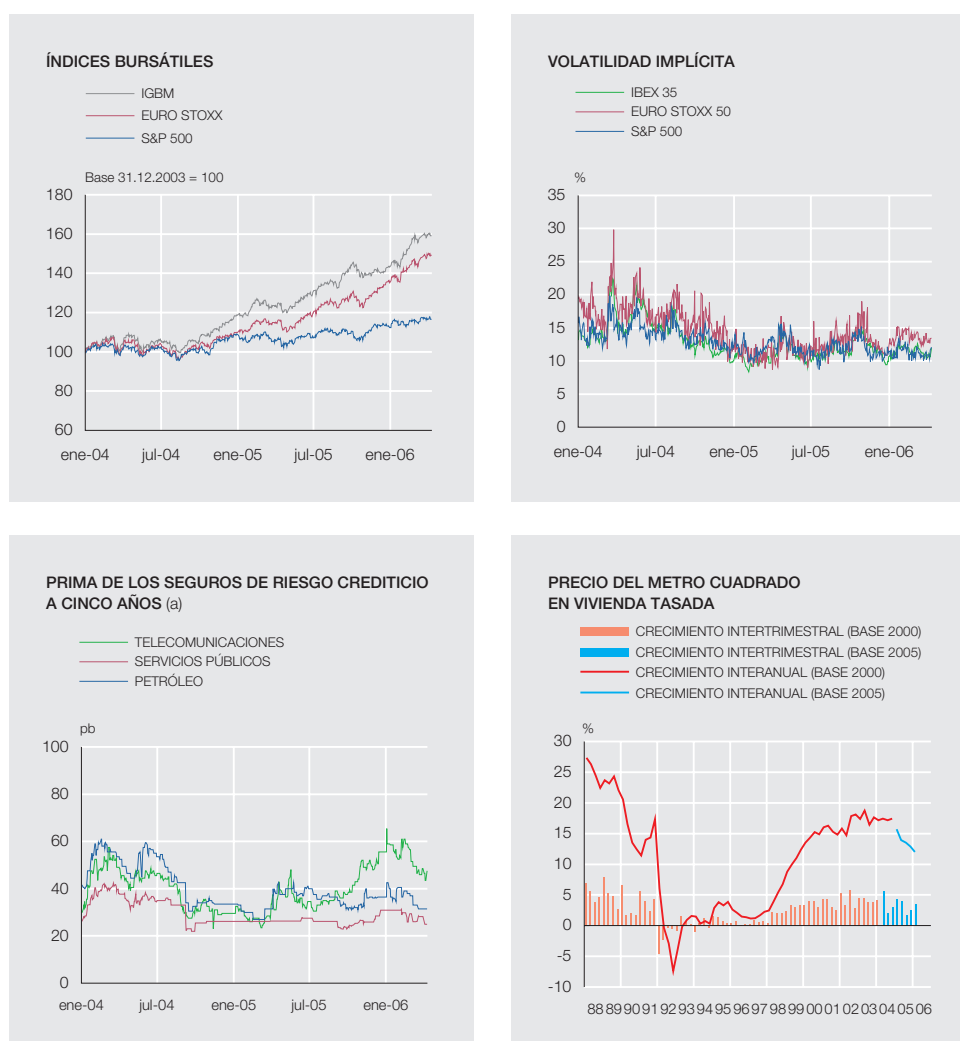 ÍNDICES BURSÁTILES
IGBM
EURO STOXX
S&P 500
Base 31.12.2003 = 100
180
160
140
120
100
80
60
ene-04 jul-04 ene-05 jul-05 ene-06
VOLATILIDAD IMPLÍCITA
IBEX 35
EURO STOXX 50
S&P 500
%
35
30
25
20
15
10
5
0
ene-04 jul-04 ene-05 jul-05 ene-06
PRIMA DE LOS SEGUROS DE RIESGO CREDITICIO
A CINCO AÑOS (a)
TELECOMUNICACIONES
SERVICIOS PÚBLICOS
PETRÓLEO
pb
100
80
60
40
20
0
ene-04 jul-04 ene-05 jul-05 ene-06
PRECIO DEL METRO CUADRADO
EN VIVIENDA TASADA
CRECIMIENTO INTERTRIMESTRAL (BASE 2000)
CRECIMIENTO INTERTRIMESTRAL (BASE 2005)
CRECIMIENTO INTERANUAL (BASE 2000)
CRECIMIENTO INTERANUAL (BASE 2005)
%
30
25
20
15
10
5
0
-5
-10
88 89 90 91 92 93 94 95 96 97 98 99 00 01 02 03 04 05 06